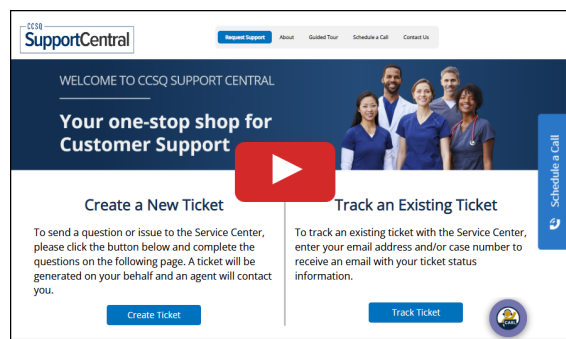 CCSQ
SupportCentral
Request Support
About
Guided Tour
Schedule a Call
Contact Us
WELCOME TO CCSQ SUPPORT CENTRAL
Your one-stop shop for
Customer Support
Schedule a Call
Create a New Ticket
To send a question or issue to the Service Center,
please click the button below and complete the
questions on the following page. A ticket will be
generated on your behalf and an agent will contact
you.
Create Ticket
Track an Existing Ticket
To track an existing ticket with the Service Center,
enter your email address and/or case number to
receive an email with your ticket status
information.
Track Ticket
CARL